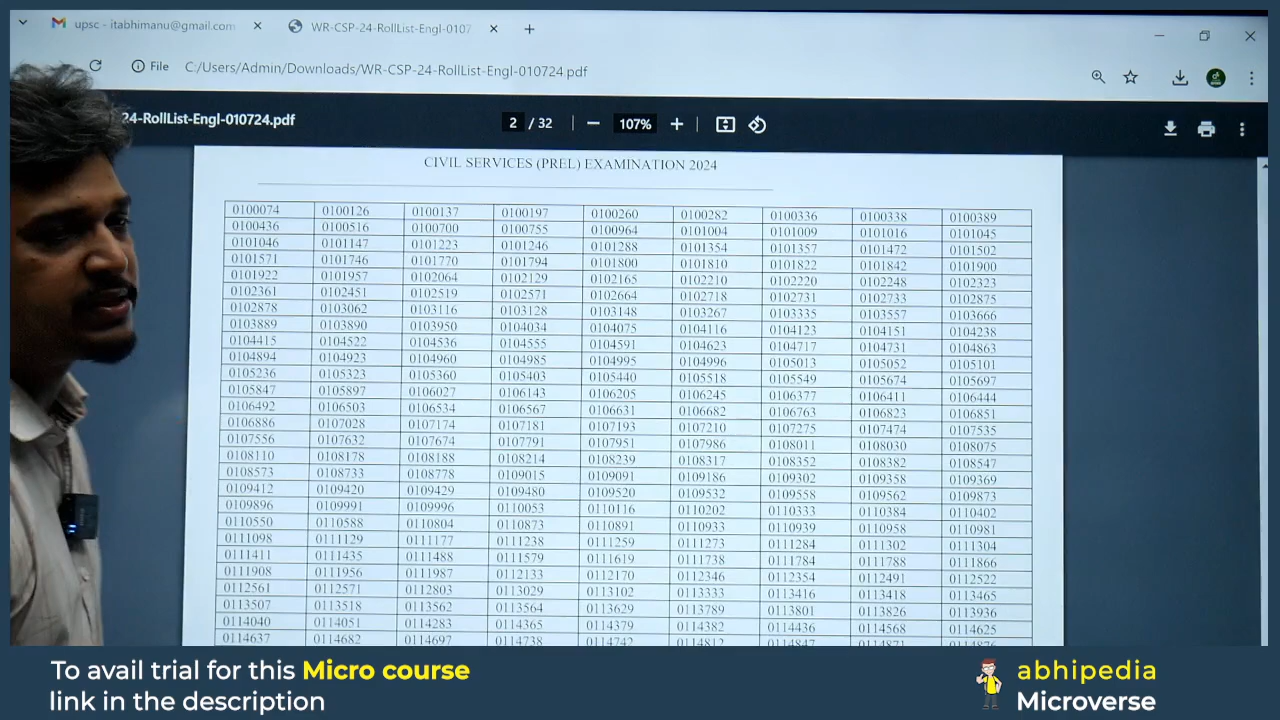 upsc - itabhimanu@gmail.com
WR-CSP-24-RollList-Engl-0107
File C:/Users/Admin/Downloads/WR-CSP-24-RollList-Engl-010724.pdf
24-RollList-Engl-010724.pdf
2 / 32
107%
CIVIL SERVICES (PREL) EXAMINATION 2024
0100074 0100126 0100137 0100197 0100260 0100282 0100336 0100338 0100389
0100436 0100516 0100700 0100755 0100964 0101004 0101009 0101016 0101045
0101046 0101147 0101223 0101246 0101288 0101354 0101357 0101472 0101502
0101571 0101746 0101770 0101794 0101800 0101810 0101822 0101842 0101900
0101922 0101957 0102064 0102129 0102165 0102210 0102220 0102248 0102323
0102361 0102451 0102519 0102571 0102664 0102718 0102731 0102733 0102875
0102878 0103062 0103116 0103128 0103148 0103267 0103335 0103557 0103666
0103889 0103890 0103950 0104034 0104075 0104116 0104123 0104151 0104238
0104415 0104522 0104536 0104555 0104591 0104623 0104717 0104731 0104863
0104894 0104923 0104960 0104985 0104995 0104996 0105013 0105052 0105101
0105236 0105323 0105360 0105403 0105440 0105518 0105549 0105674 0105697
0105847 0105897 0106027 0106143 0106205 0106245 0106377 0106411 0106444
0106492 0106503 0106534 0106567 0106631 0106682 0106763 0106823 0106851
0106886 0107028 0107174 0107181 0107193 0107210 0107275 0107474 0107535
0107556 0107632 0107674 0107791 0107951 0107986 0108011 0108030 0108075
0108110 0108178 0108188 0108214 0108239 0108317 0108352 0108382 0108547
0108573 0108733 0108778 0109015 0109091 0109186 0109302 0109358 0109369
0109412 0109420 0109429 0109480 0109520 0109532 0109558 0109562 0109873
0109896 0109991 0109996 0110053 0110116 0110202 0110333 0110384 0110402
0110550 0110588 0110804 0110873 0110891 0110933 0110939 0110958 0110981
0111098 0111129 0111177 0111238 0111259 0111273 0111284 0111302 0111304
0111411 0111435 0111488 0111579 0111619 0111738 0111784 0111788 0111866
0111908 0111956 0111987 0112133 0112170 0112346 0112354 0112491 0112522
0112561 0112571 0112803 0113029 0113102 0113333 0113416 0113418 0113465
0113507 0113518 0113562 0113564 0113629 0113789 0113801 0113826 0113936
0114040 0114051 0114283 0114365 0114379 0114382 0114436 0114568 0114625
0114637 0114682 0114697 0114738 0114742 0114812 0114847
To avail trial for this Micro course
link in the description
abhipedia
Microverse